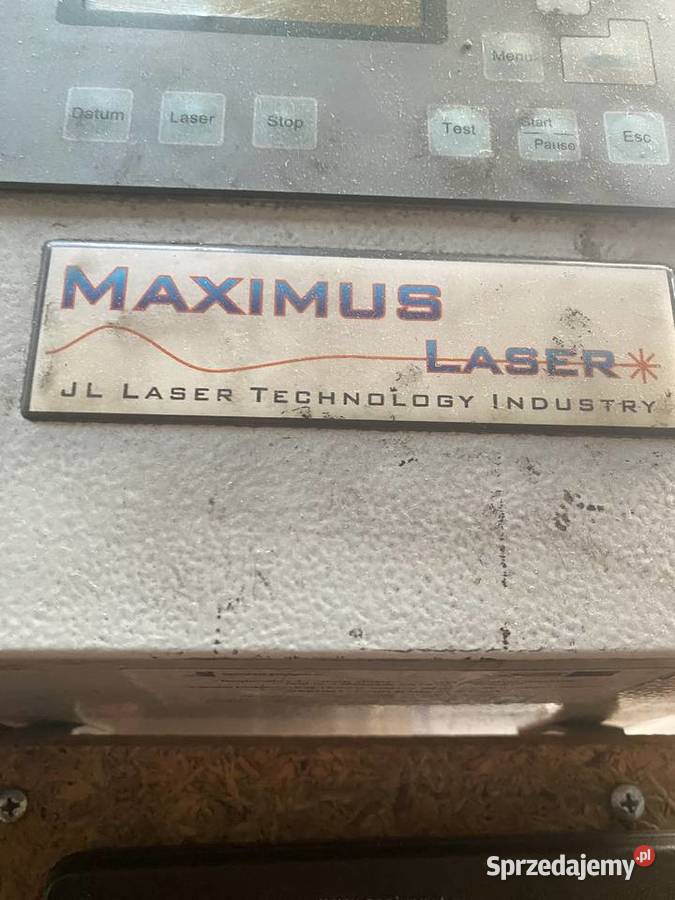 Menu
Datum
Laser
Stop
Test
Start
Pause
Esc
MAXIMUS
LASER
JL LASER TECHNOLOGY INDUSTRY
Sprzedajemy.pl